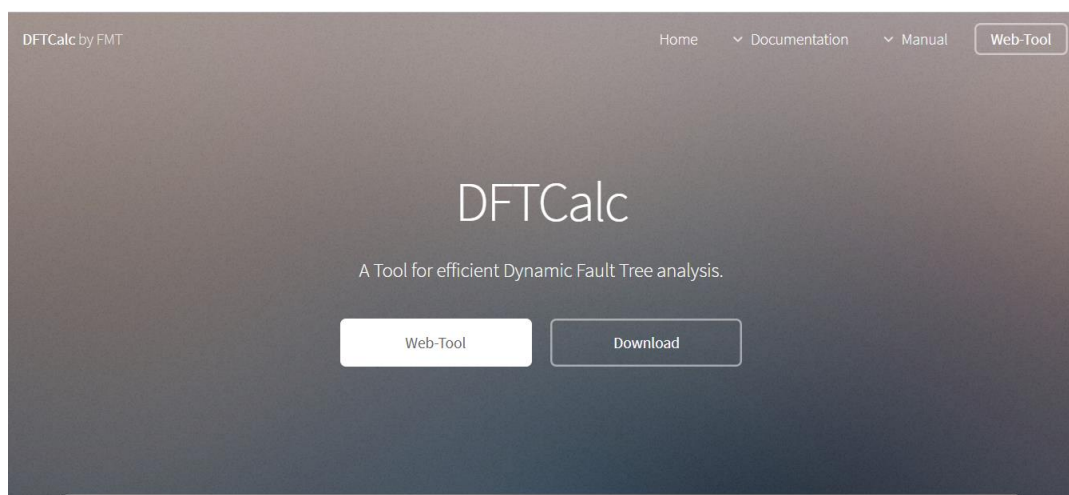 DFTCalc by FMT Home Documentation Manual Web-Tool
DFTCalc
A Tool for efficient Dynamic Fault Tree analysis.
Web-Tool Download